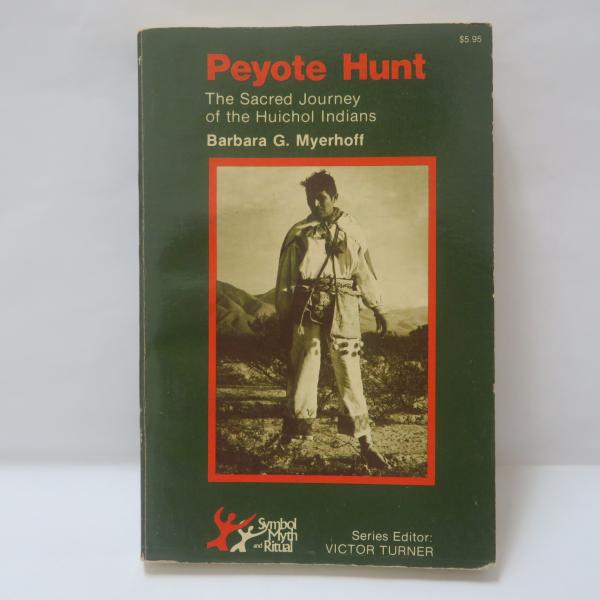 $5.95
Peyote Hunt
The Sacred Journey
of the Huichol Indians
Barbara G. Myerhoff
Symbol
Myth
and Ritual
Series Editor:
VICTOR TURNER